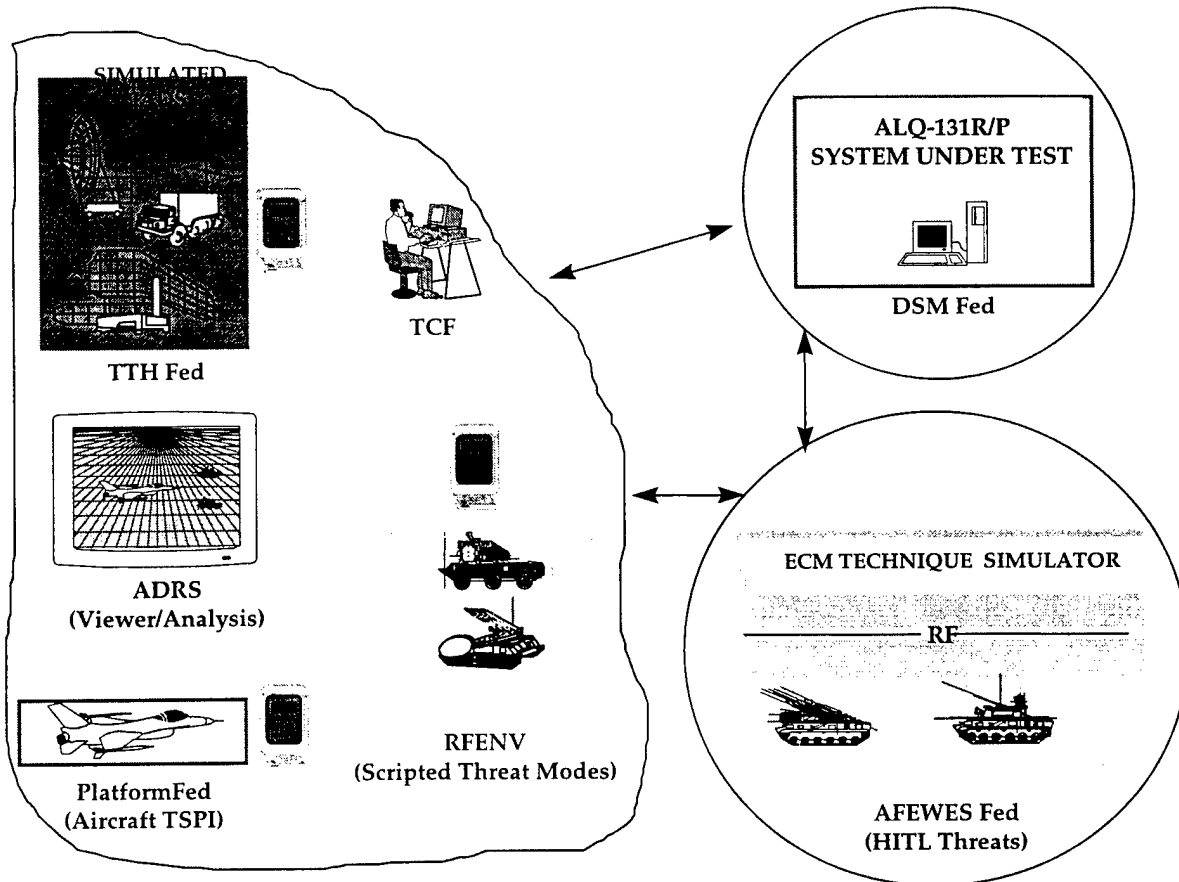 SIMULATED
TTH Fed
TCF
ADRS
(Viewer/Analysis)
PlatformFed
(Aircraft TSPI)
RFENV
(Scripted Threat Modes)
ALQ-131R/P
SYSTEM UNDER TEST
DSM Fed
ECM TECHNIQUE SIMULATOR
RF
AFEWES Fed
(HITL Threats)